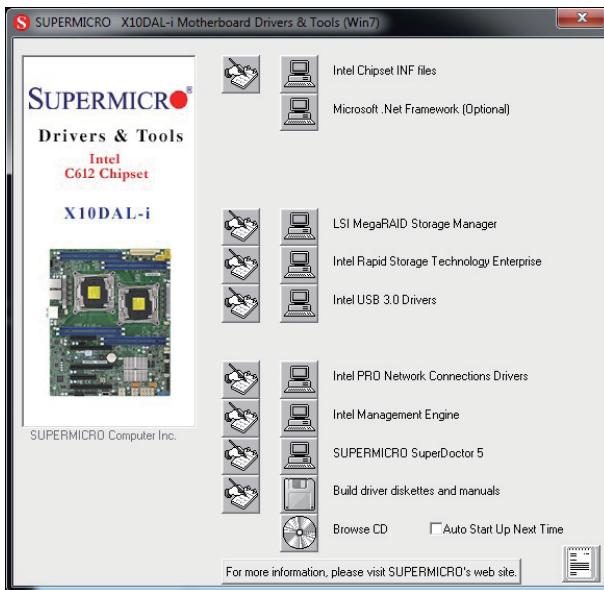 SUPERMICRO X10DAL-i Motherboard Drivers & Tools (Win7)
SUPERMICRO®
Drivers & Tools
Intel
C612 Chipset
X10DAL-i
SUPERMICRO Computer Inc.
Intel Chipset INF files
Microsoft .Net Framework (Optional)
LSI MegaRAID Storage Manager
Intel Rapid Storage Technology Enterprise
Intel USB 3.0 Drivers
Intel PRO Network Connections Drivers
Intel Management Engine
SUPERMICRO SuperDoctor 5
Build driver diskettes and manuals
Browse CD
Auto Start Up Next Time
For more information, please visit SUPERMICRO's web site.